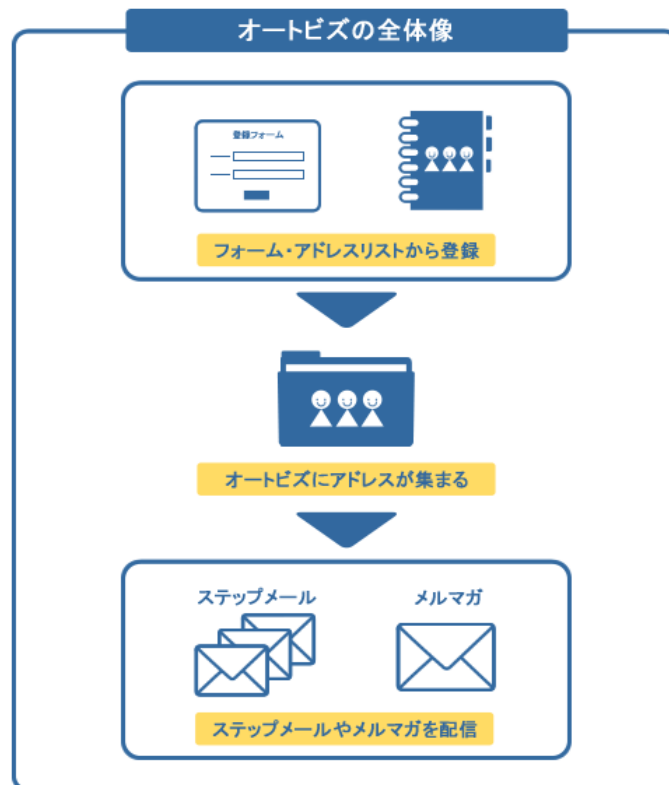 オートビズの全体像
登録フォーム
フォーム・アドレスリストから登録
オートビズにアドレスが集まる
ステップメール
メルマガ
ステップメールやメルマガを配信